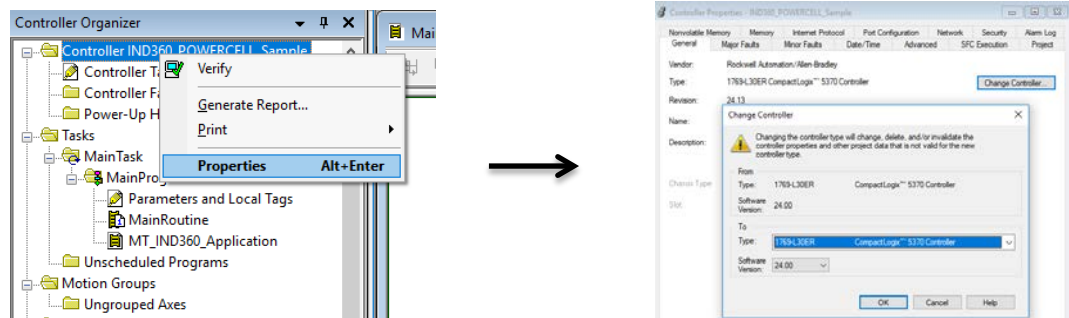 Controller Organizer
Controller IND360_POWERCELL_Sample
Controller Ta
Controller Fa
Power-Up H
Tasks
MainTask
MainProg
Parameters and Local Tags
MainRoutine
MT_IND360_Application
Unscheduled Programs
Motion Groups
Ungrouped Axes
Verify
Generate Report...
Print
Properties Alt+Enter
Mai
Controller Properties - IND360_POWERCELL_Sample
Nonvolatile Memory Memory Internet Protocol Port Configuration Network Security Alarm Log
General Major Faults Minor Faults Date/Time Advanced SFC Execution Project
Vendor: Rockwell Automation/Allen-Bradley
Type: 1769-L30ER CompactLogix™ 5370 Controller Change Controller...
Revision: 24.13
Name:
Description:
Chassis Type:
Slot:
Change Controller
Changing the controller type will change, delete, and/or invalidate the
controller properties and other project data that is not valid for the new
controller type.
From
Type: 1769-L30ER CompactLogix™ 5370 Controller
Software
Version: 24.00
To
Type: 1769-L30ER CompactLogix™ 5370 Controller
Software
Version: 24.00
OK Cancel Help